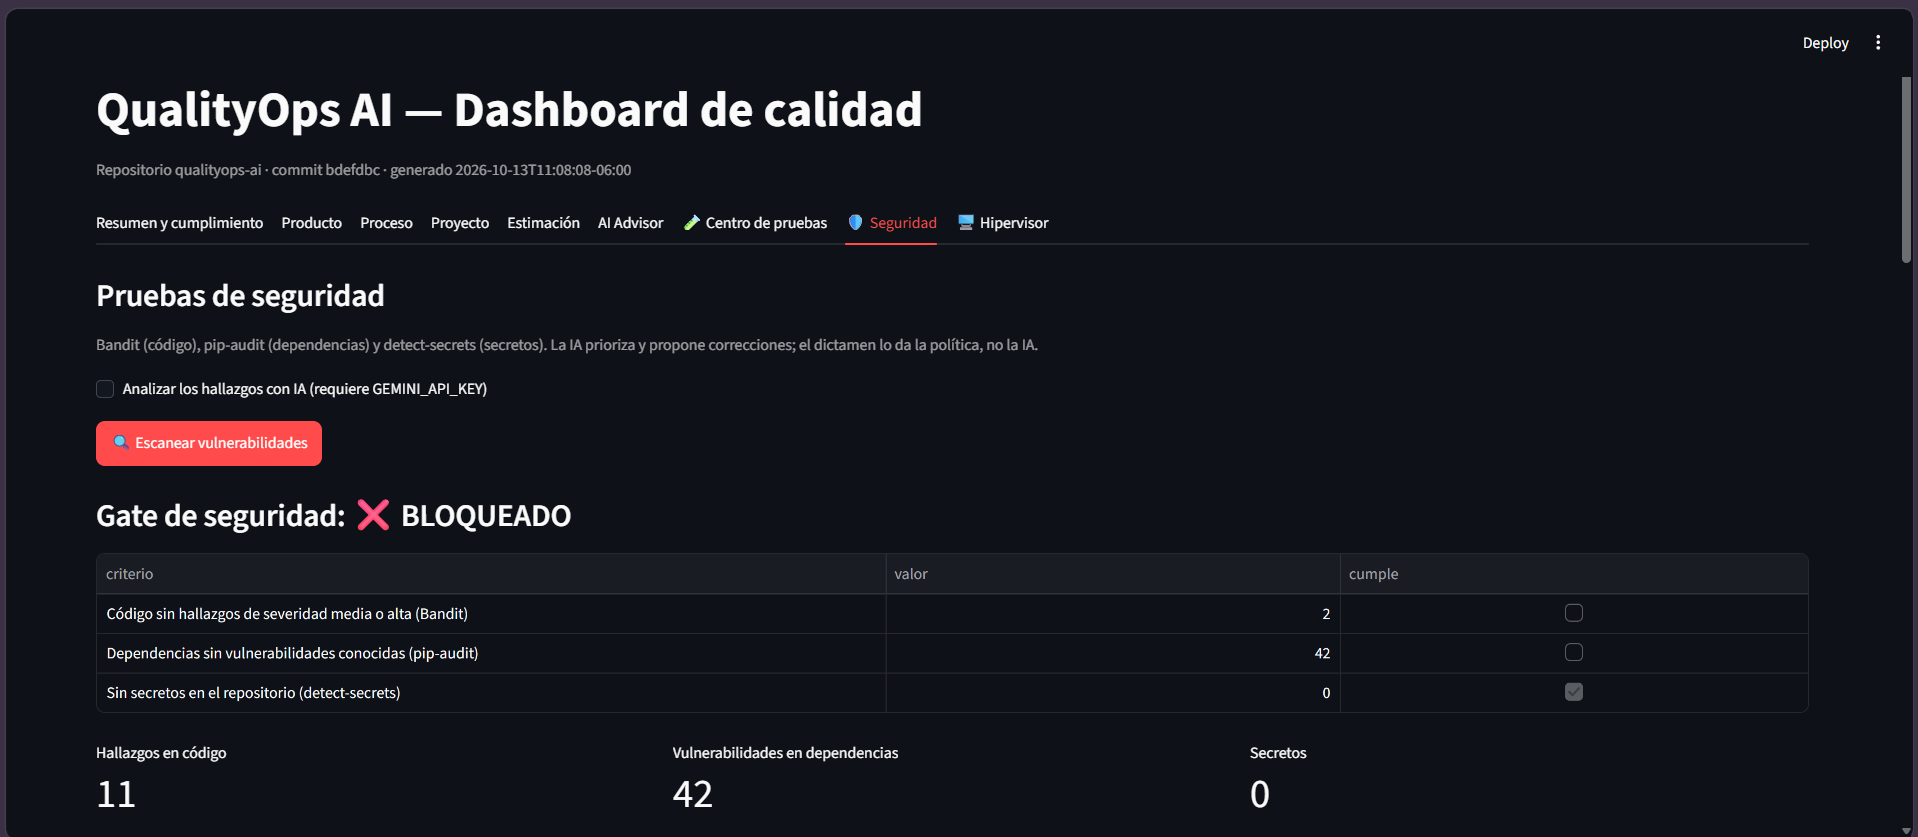 Deploy
QualityOps AI — Dashboard de calidad
Repositorio qualityops-ai · commit bdefdbc · generado 2026-10-13T11:08:08-06:00
Resumen y cumplimiento Producto Proceso Proyecto Estimación AI Advisor Centro de pruebas Seguridad Hipervisor
Pruebas de seguridad
Bandit (código), pip-audit (dependencias) y detect-secrets (secretos). La IA prioriza y propone correcciones; el dictamen lo da la política, no la IA.
Analizar los hallazgos con IA (requiere GEMINI_API_KEY)
Escanear vulnerabilidades
Gate de seguridad: ❌ BLOQUEADO
criterio valor cumple
Código sin hallazgos de severidad media o alta (Bandit) 2
Dependencias sin vulnerabilidades conocidas (pip-audit) 42
Sin secretos en el repositorio (detect-secrets) 0
Hallazgos en código Vulnerabilidades en dependencias Secretos
11 42 0